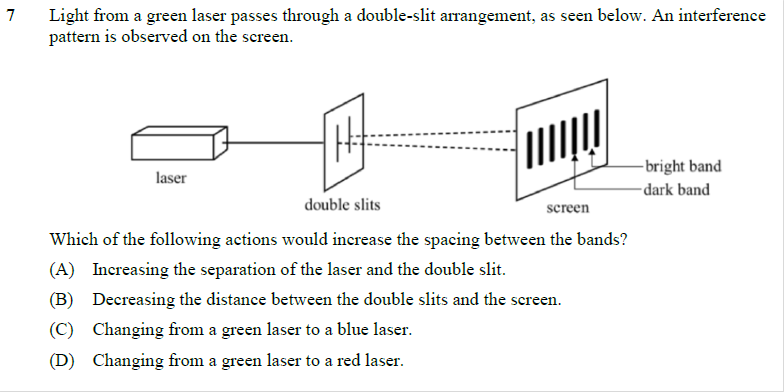 7 Light from a green laser passes through a double-slit arrangement, as seen below. An interference
pattern is observed on the screen.
bright band
laser
dark band
double slits
screen
Which of the following actions would increase the spacing between the bands?
(A) Increasing the separation of the laser and the double slit.
(B) Decreasing the distance between the double slits and the screen.
(C) Changing from a green laser to a blue laser.
(D) Changing from a green laser to a red laser.